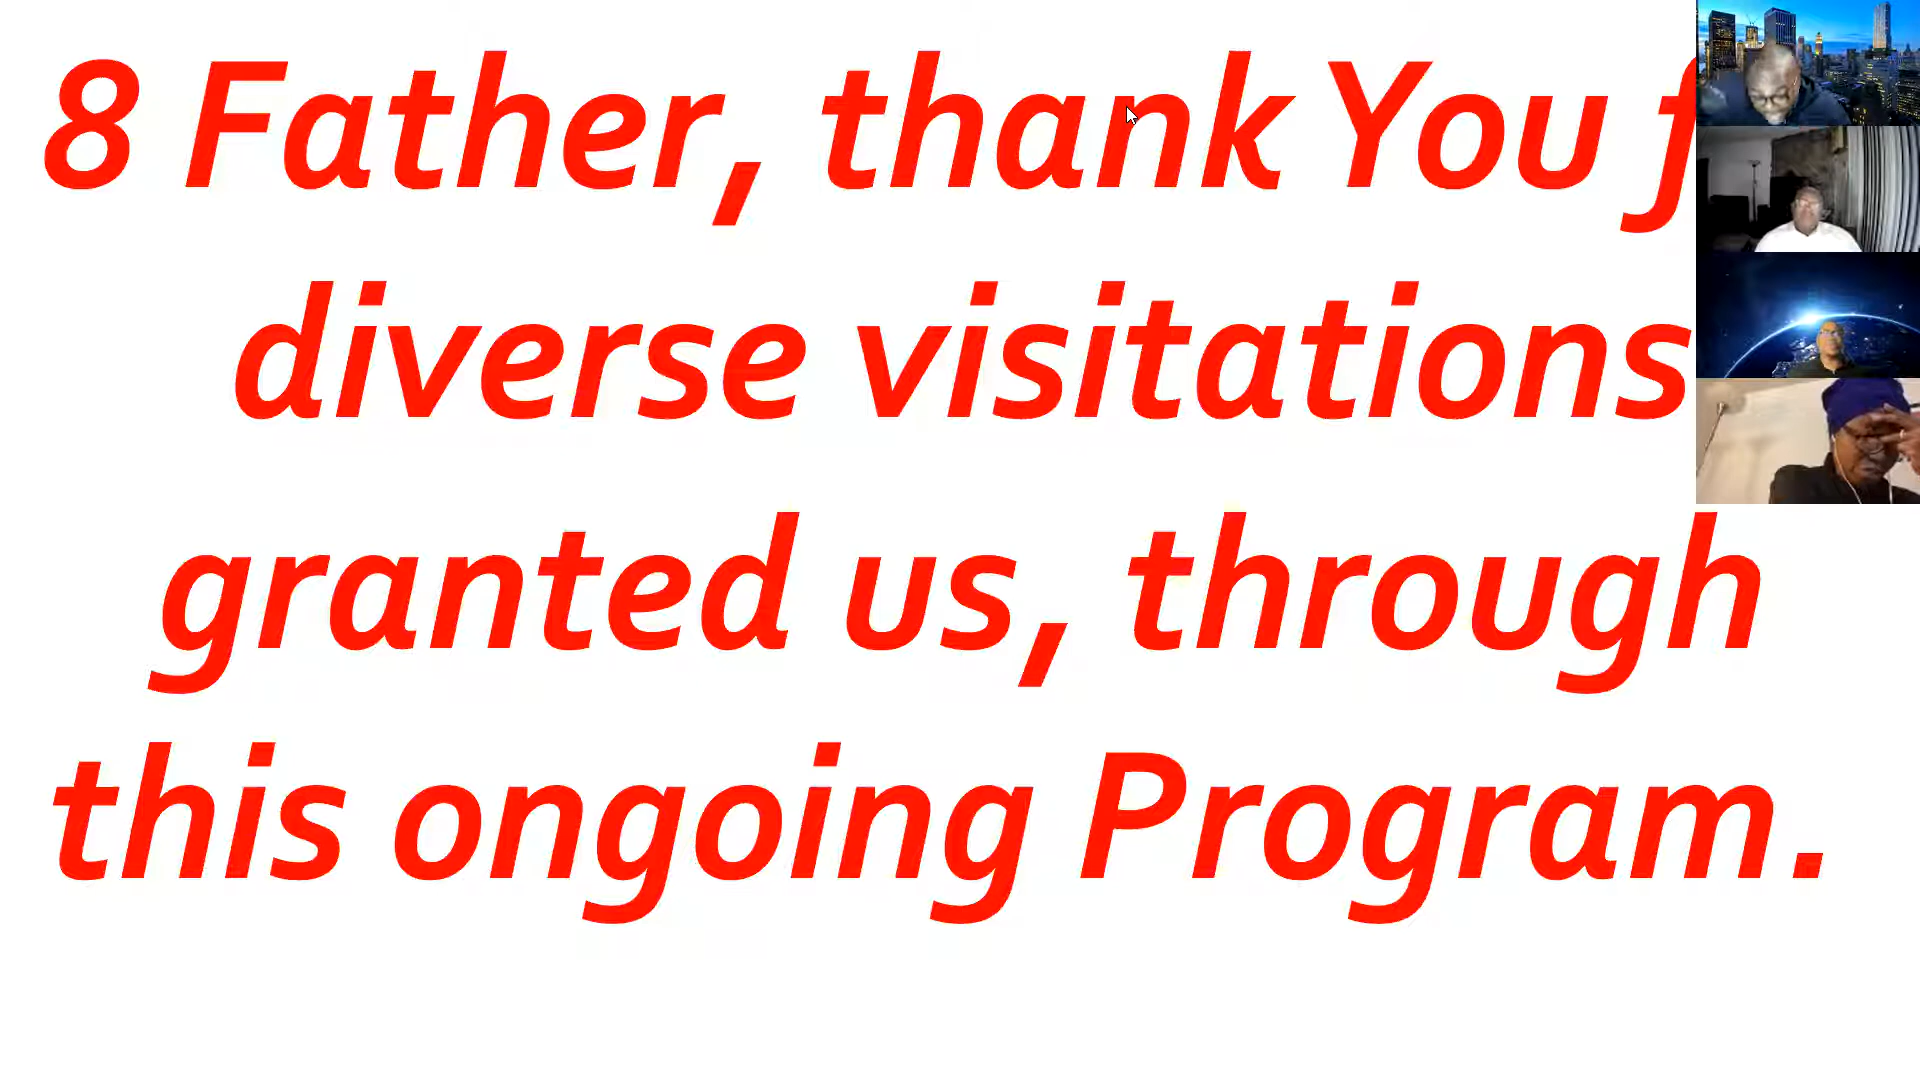 8 Father, thank You
diverse visitations
granted us, through
this ongoing Program.